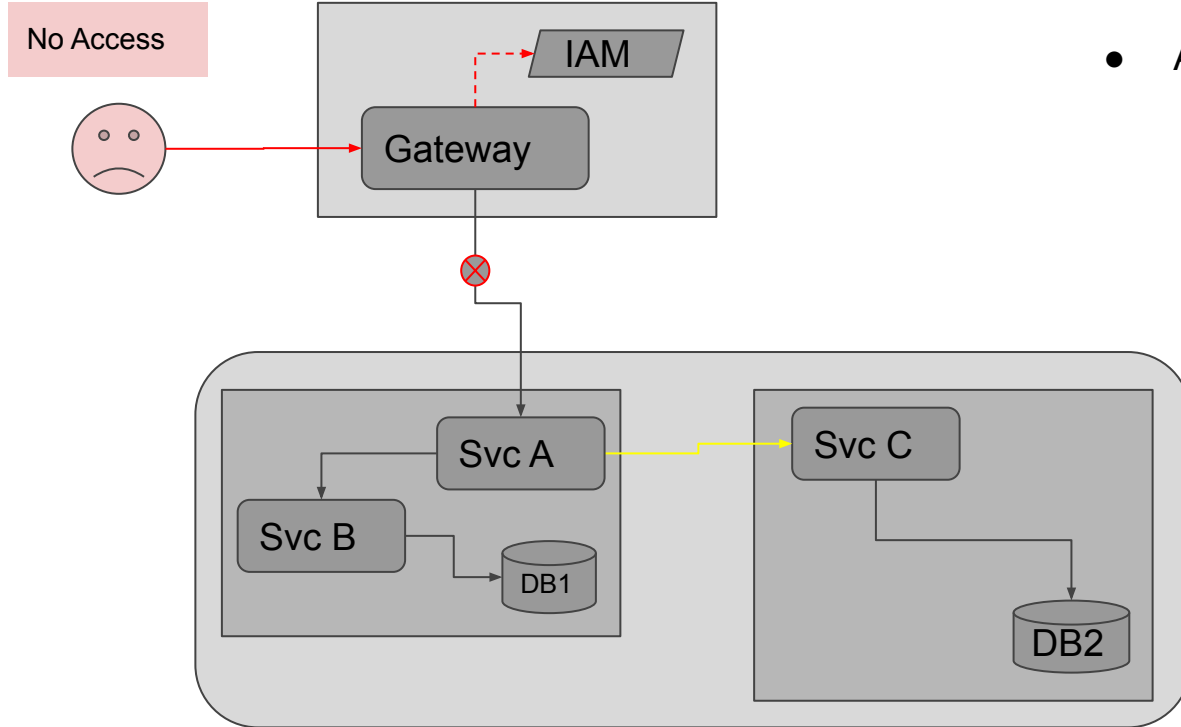 No Access
IAM
• A
Gateway
Svc A
Svc C
Svc B
DB1
DB2